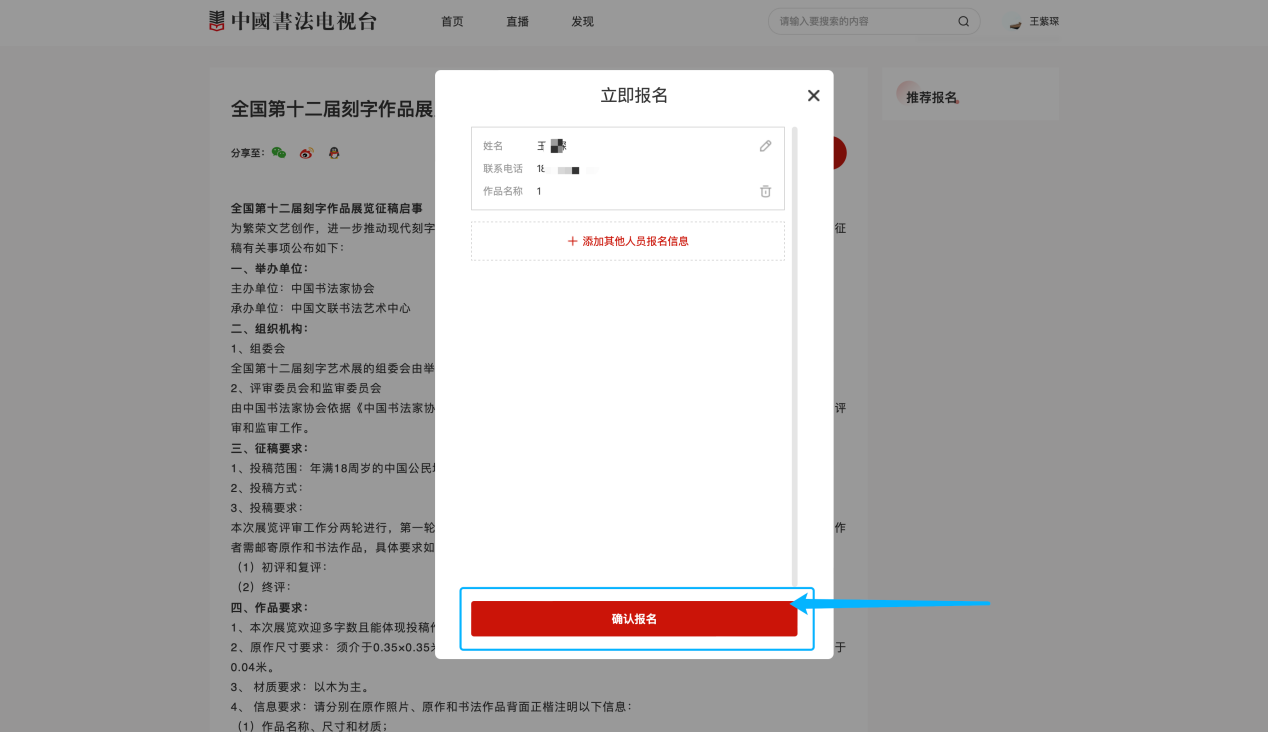 中國書法电视台
首页
直播
发现
请输入要搜索的内容
王紫琛
全国第十二届刻字作品展
分享至:
推荐报名
立即报名
姓名 王
联系电话 18
作品名称 1
添加其他人员报名信息
确认报名
全国第十二届刻字作品展览征稿启事
为繁荣文艺创作，进一步推动现代刻字 征
稿有关事项公布如下：
一、举办单位：
主办单位：中国书法家协会
承办单位：中国文联书法艺术中心
二、组织机构：
1、组委会
全国第十二届刻字艺术展的组委会由举
2、评审委员会和监审委员会
由中国书法家协会依据《中国书法家协 评
审和监审工作。
三、征稿要求：
1、投稿范围：年满18周岁的中国公民
2、投稿方式：
3、投稿要求：
本次展览评审工作分两轮进行，第一轮 作
者需邮寄原作和书法作品，具体要求如
（1）初评和复评：
（2）终评：
四、作品要求：
1、本次展览欢迎多字数且能体现投稿
2、原作尺寸要求：须介于0.35×0.35 于
0.04米。
3、 材质要求：以木为主。
4、 信息要求：请分别在原作照片、原作和书法作品背面正楷注明以下信息：
（1）作品名称、尺寸和材质；